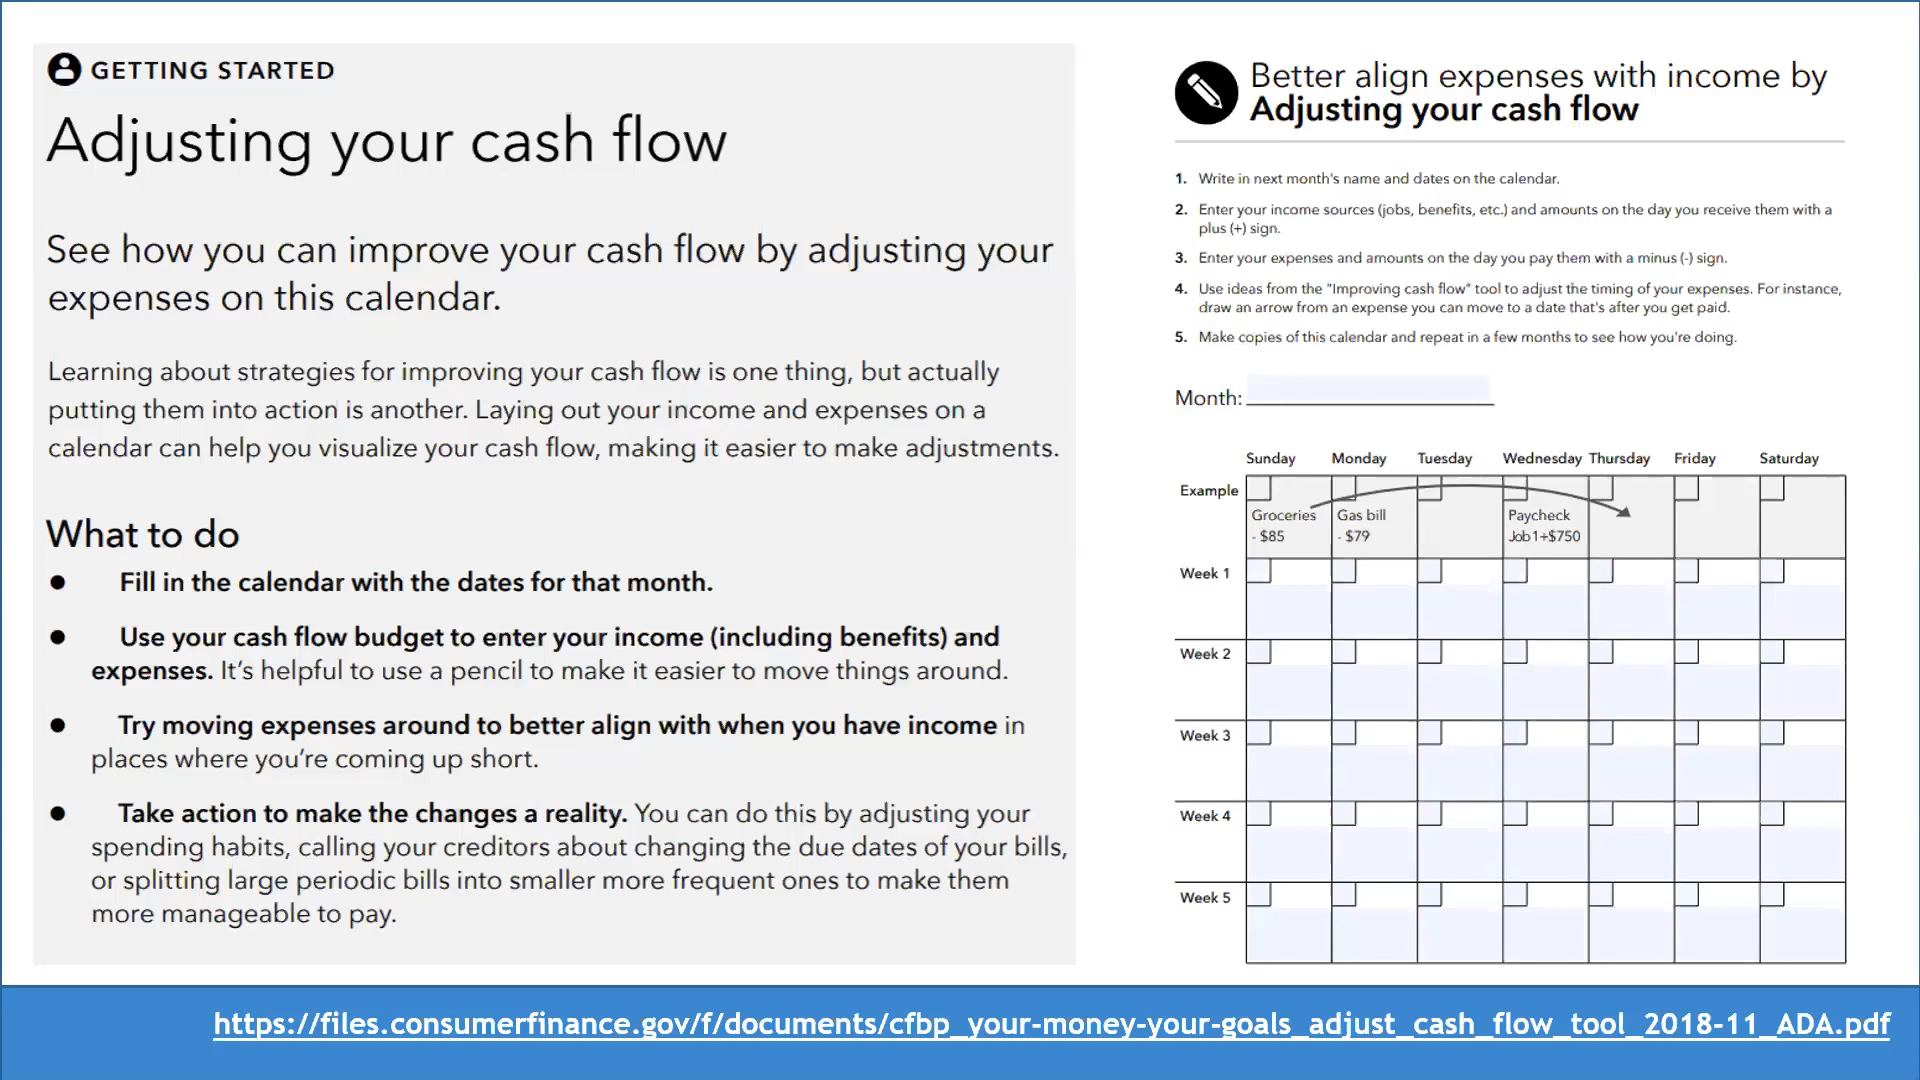 GETTING STARTED
Adjusting your cash flow
See how you can improve your cash flow by adjusting your
expenses on this calendar.
Learning about strategies for improving your cash flow is one thing, but actually
putting them into action is another. Laying out your income and expenses on a
calendar can help you visualize your cash flow, making it easier to make adjustments.
What to do
● Fill in the calendar with the dates for that month.
● Use your cash flow budget to enter your income (including benefits) and
expenses. It's helpful to use a pencil to make it easier to move things around.
● Try moving expenses around to better align with when you have income in
places where you're coming up short.
● Take action to make the changes a reality. You can do this by adjusting your
spending habits, calling your creditors about changing the due dates of your bills,
or splitting large periodic bills into smaller more frequent ones to make them
more manageable to pay.
Better align expenses with income by
Adjusting your cash flow
1. Write in next month's name and dates on the calendar.
2. Enter your income sources (jobs, benefits, etc.) and amounts on the day you receive them with a
plus (+) sign.
3. Enter your expenses and amounts on the day you pay them with a minus (-) sign.
4. Use ideas from the "Improving cash flow" tool to adjust the timing of your expenses. For instance,
draw an arrow from an expense you can move to a date that's after you get paid.
5. Make copies of this calendar and repeat in a few months to see how you're doing.
Month:
Sunday Monday Tuesday Wednesday Thursday Friday Saturday
Example
Groceries Gas bill Paycheck
- $85 - $79 Job1+$750
Week 1
Week 2
Week 3
Week 4
Week 5
https://files.consumerfinance.gov/f/documents/cfbp_your-money-your-goals_adjust_cash_flow_tool_2018-11_ADA.pdf